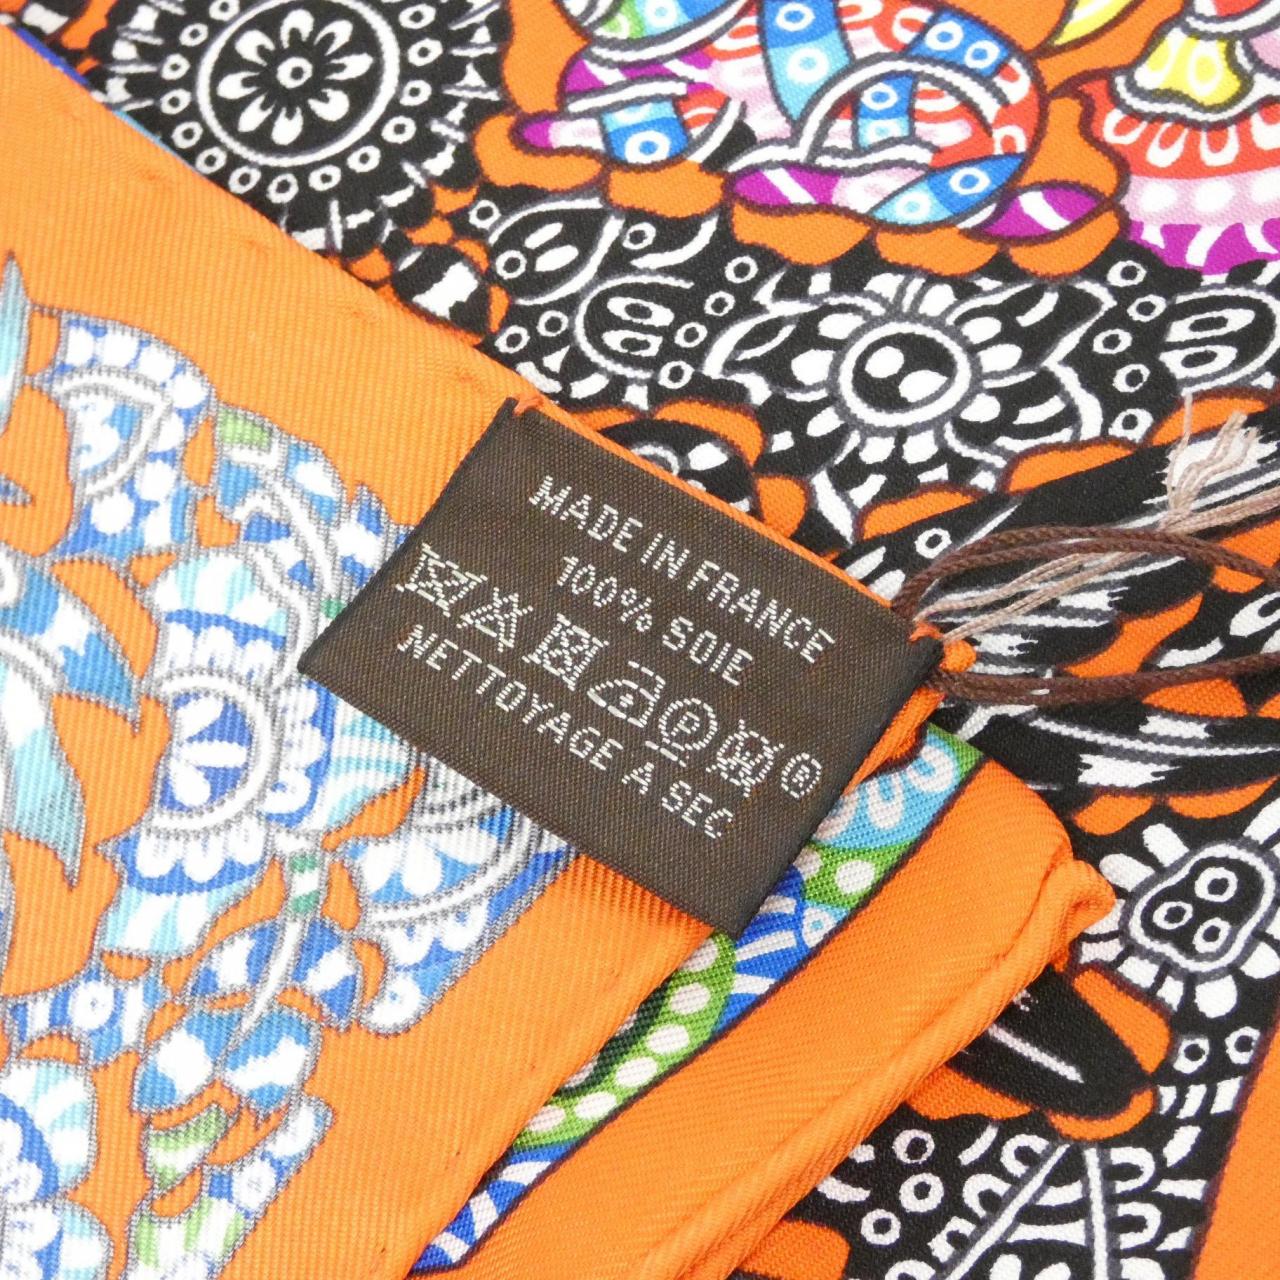 MADE IN FRANCE
100% SOIE
P ®
NETTOYAGE A SEC